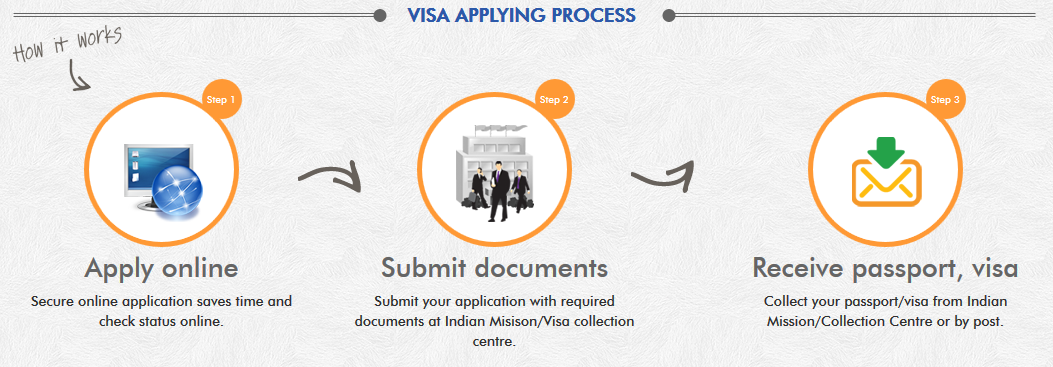 VISA APPLYING PROCESS
How it works
Step 1
Step 2
Step 3
Apply online
Secure online application saves time and
check status online.
Submit documents
Submit your application with required
documents at Indian Misison/Visa collection
centre.
Receive passport, visa
Collect your passport/visa from Indian
Mission/Collection Centre or by post.